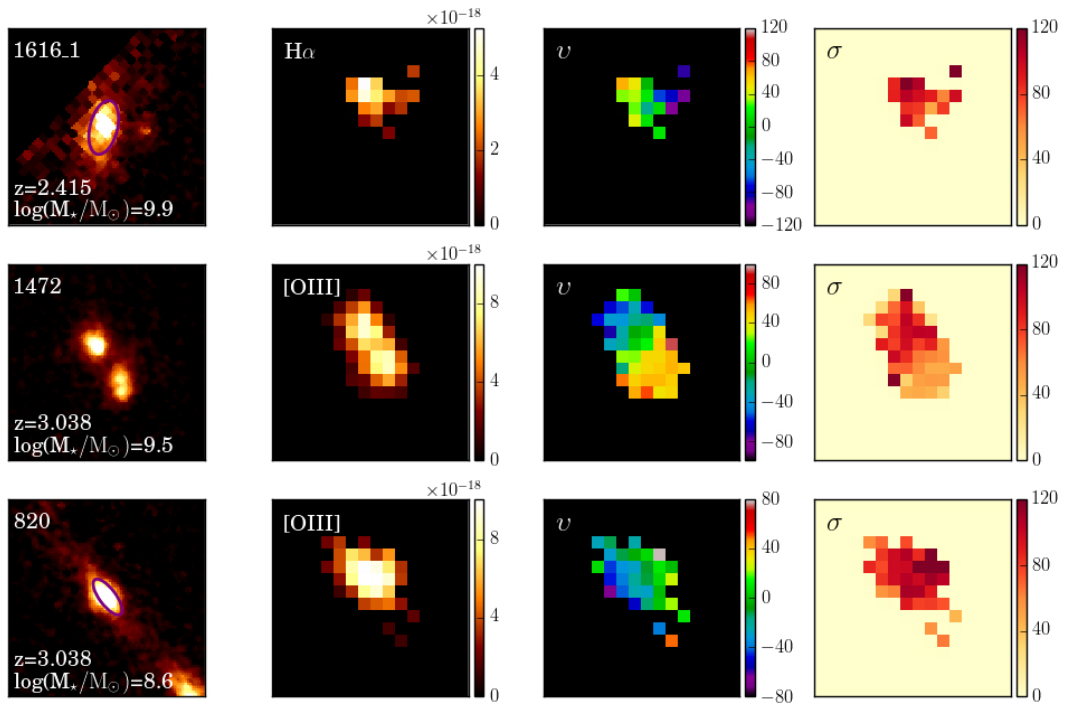 ×10⁻¹⁸
1616_1
z=2.415
log(M⋆/M⊙)=9.9
Hα
4
2
0
υ
120
80
40
0
−40
−80
−120
σ
120
80
40
0
×10⁻¹⁸
1472
z=3.038
log(M⋆/M⊙)=9.5
[OIII]
8
4
0
υ
80
40
0
−40
−80
σ
120
80
40
0
×10⁻¹⁸
820
z=3.038
log(M⋆/M⊙)=8.6
[OIII]
8
4
0
υ
80
40
0
−40
−80
σ
120
80
40
0